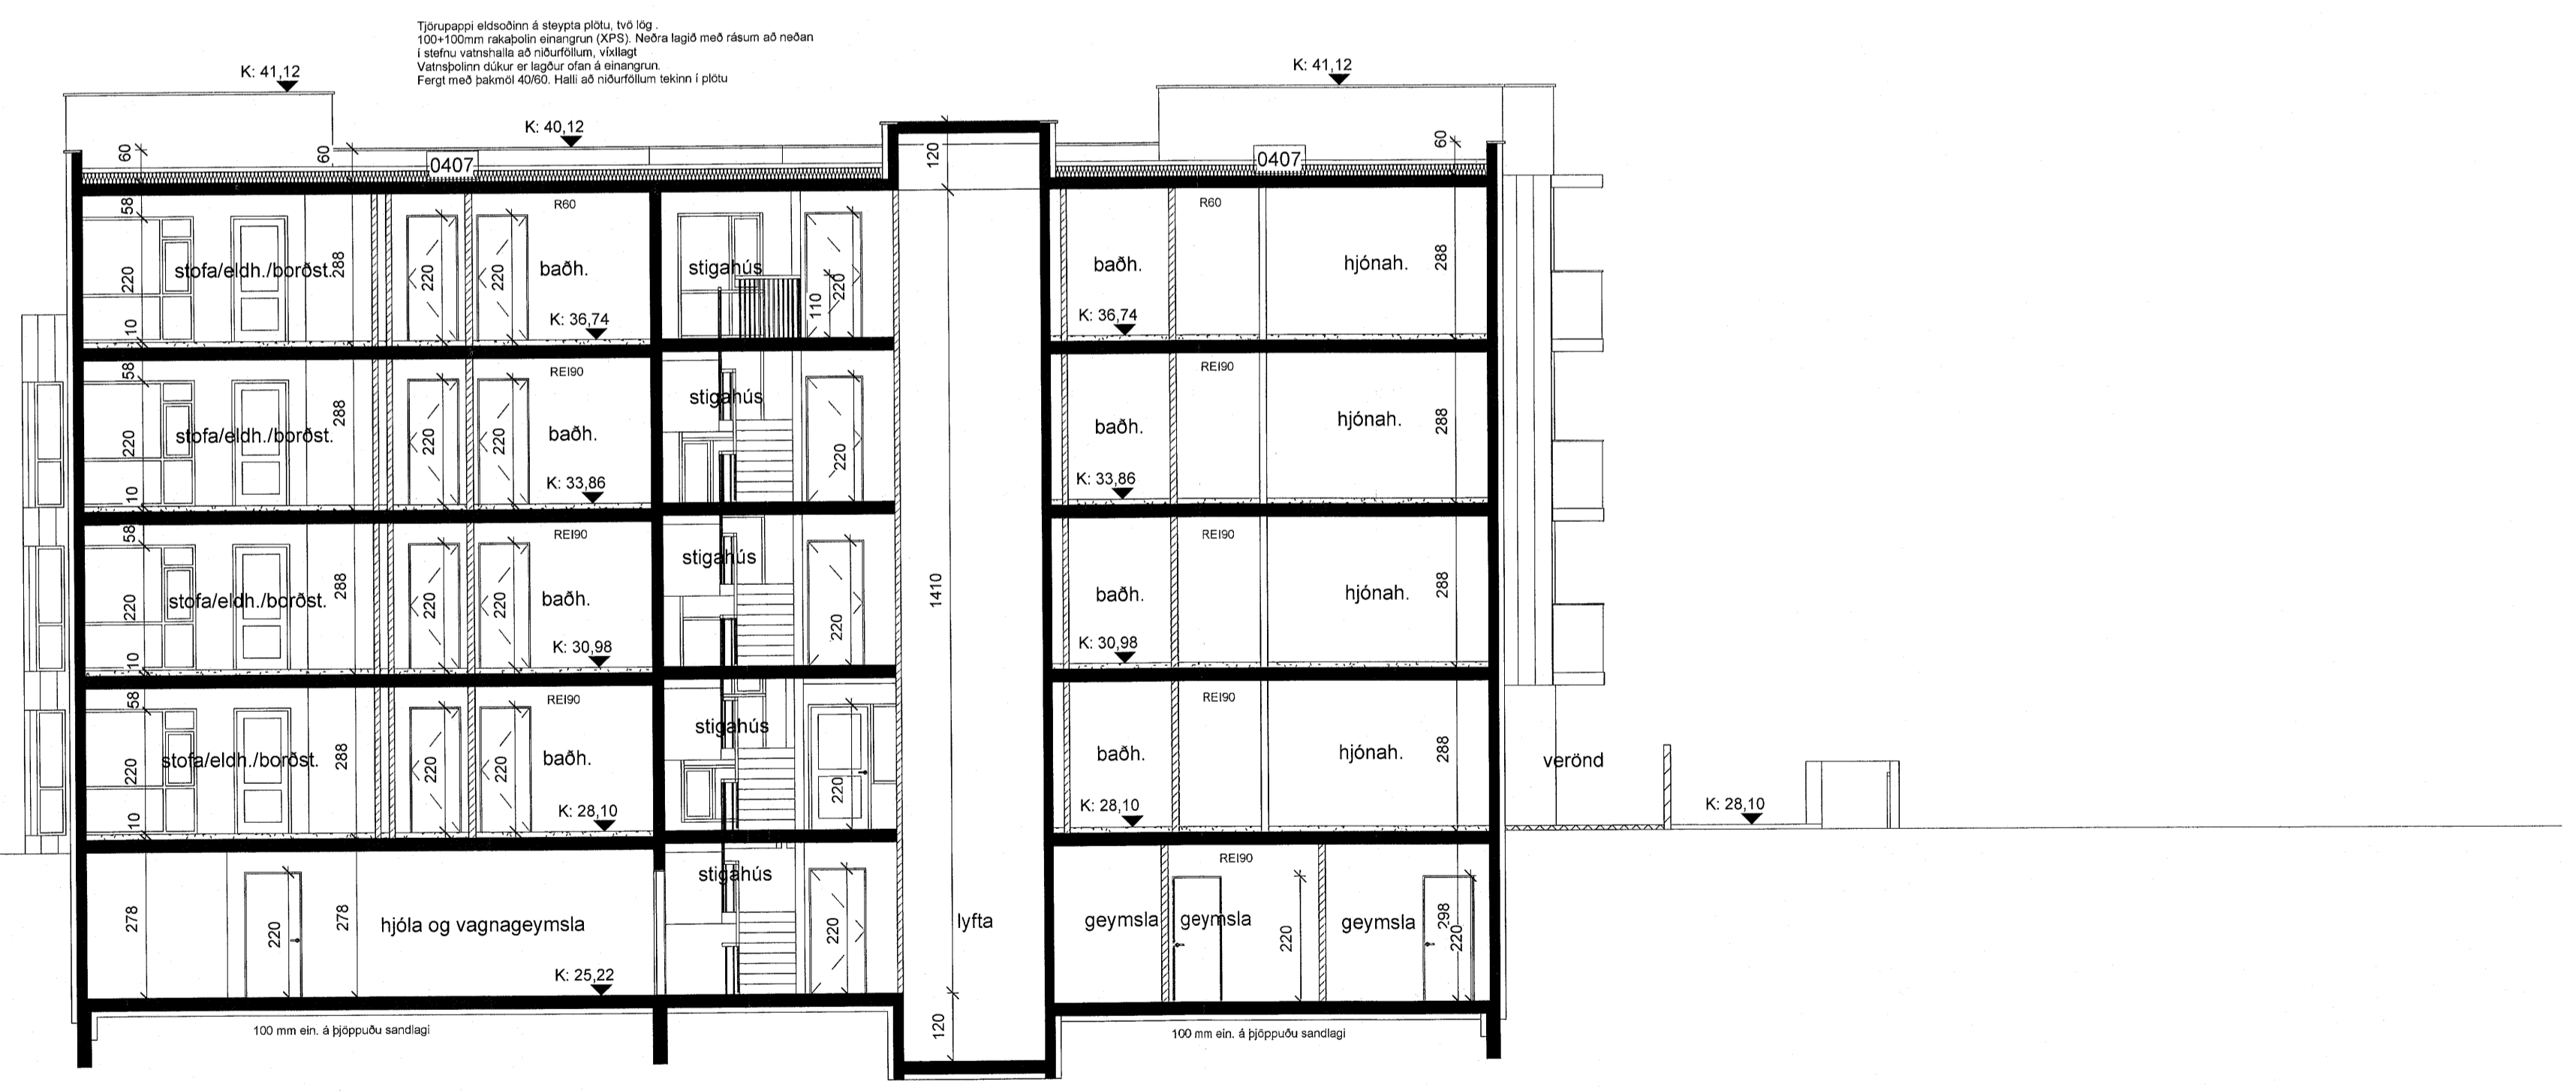 Tjörupappi eldsoðinn á steypta plötu, tvö lög .
100+100mm rakaþolin einangrun (XPS). Neðra lagið með rásum að neðan
í stefnu vatnshalla að niðurföllum, víxllagt
Vatnsþolinn dúkur er lagður ofan á einangrun.
Fergt með þakmöl 40/60. Halli að niðurföllum tekinn í plötu
K: 41,12
K: 41,12
K: 40,12
60
60
0407
120
0407
60
58
R60
R60
220
stofa/eldh./borðst.
288
220
220
baðh.
stigahús
110
220
baðh.
hjónah.
288
10
K: 36,74
K: 36,74
58
REI90
REI90
220
stofa/eldh./borðst.
288
220
220
baðh.
stigahús
220
baðh.
hjónah.
288
10
K: 33,86
K: 33,86
58
REI90
REI90
220
stofa/eldh./borðst.
288
220
220
baðh.
stigahús
220
1410
baðh.
hjónah.
288
10
K: 30,98
K: 30,98
58
REI90
REI90
220
stofa/eldh./borðst.
288
220
220
baðh.
stigahús
220
baðh.
hjónah.
288
verönd
10
K: 28,10
K: 28,10
K: 28,10
REI90
278
220
278
hjóla og vagnageymsla
stigahús
220
lyfta
geymsla
geymsla
220
geymsla
298
220
K: 25,22
100 mm ein. á þjöppuðu sandlagi
120
100 mm ein. á þjöppuðu sandlagi